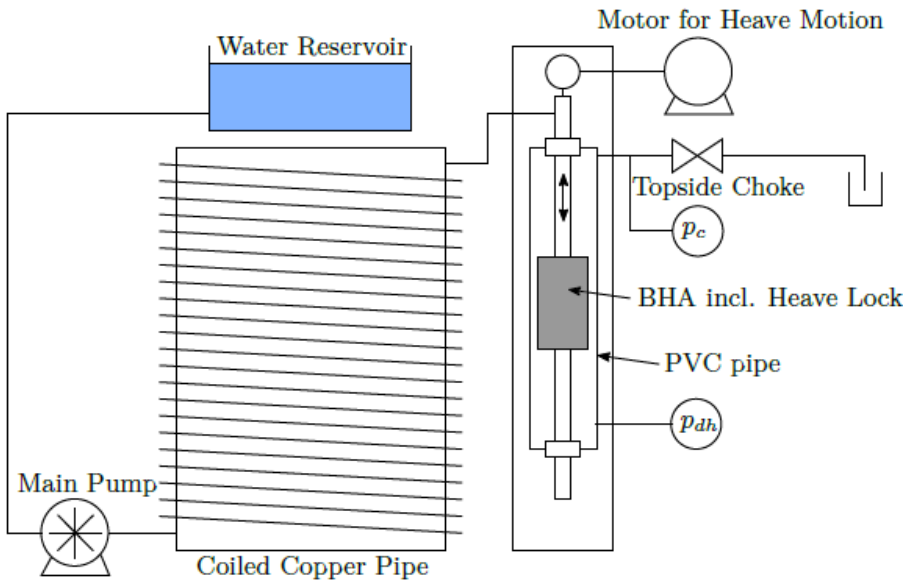 Motor for Heave Motion
Water Reservoir
Topside Choke
p_c
BHA incl. Heave Lock
PVC pipe
p_dh
Main Pump
Coiled Copper Pipe